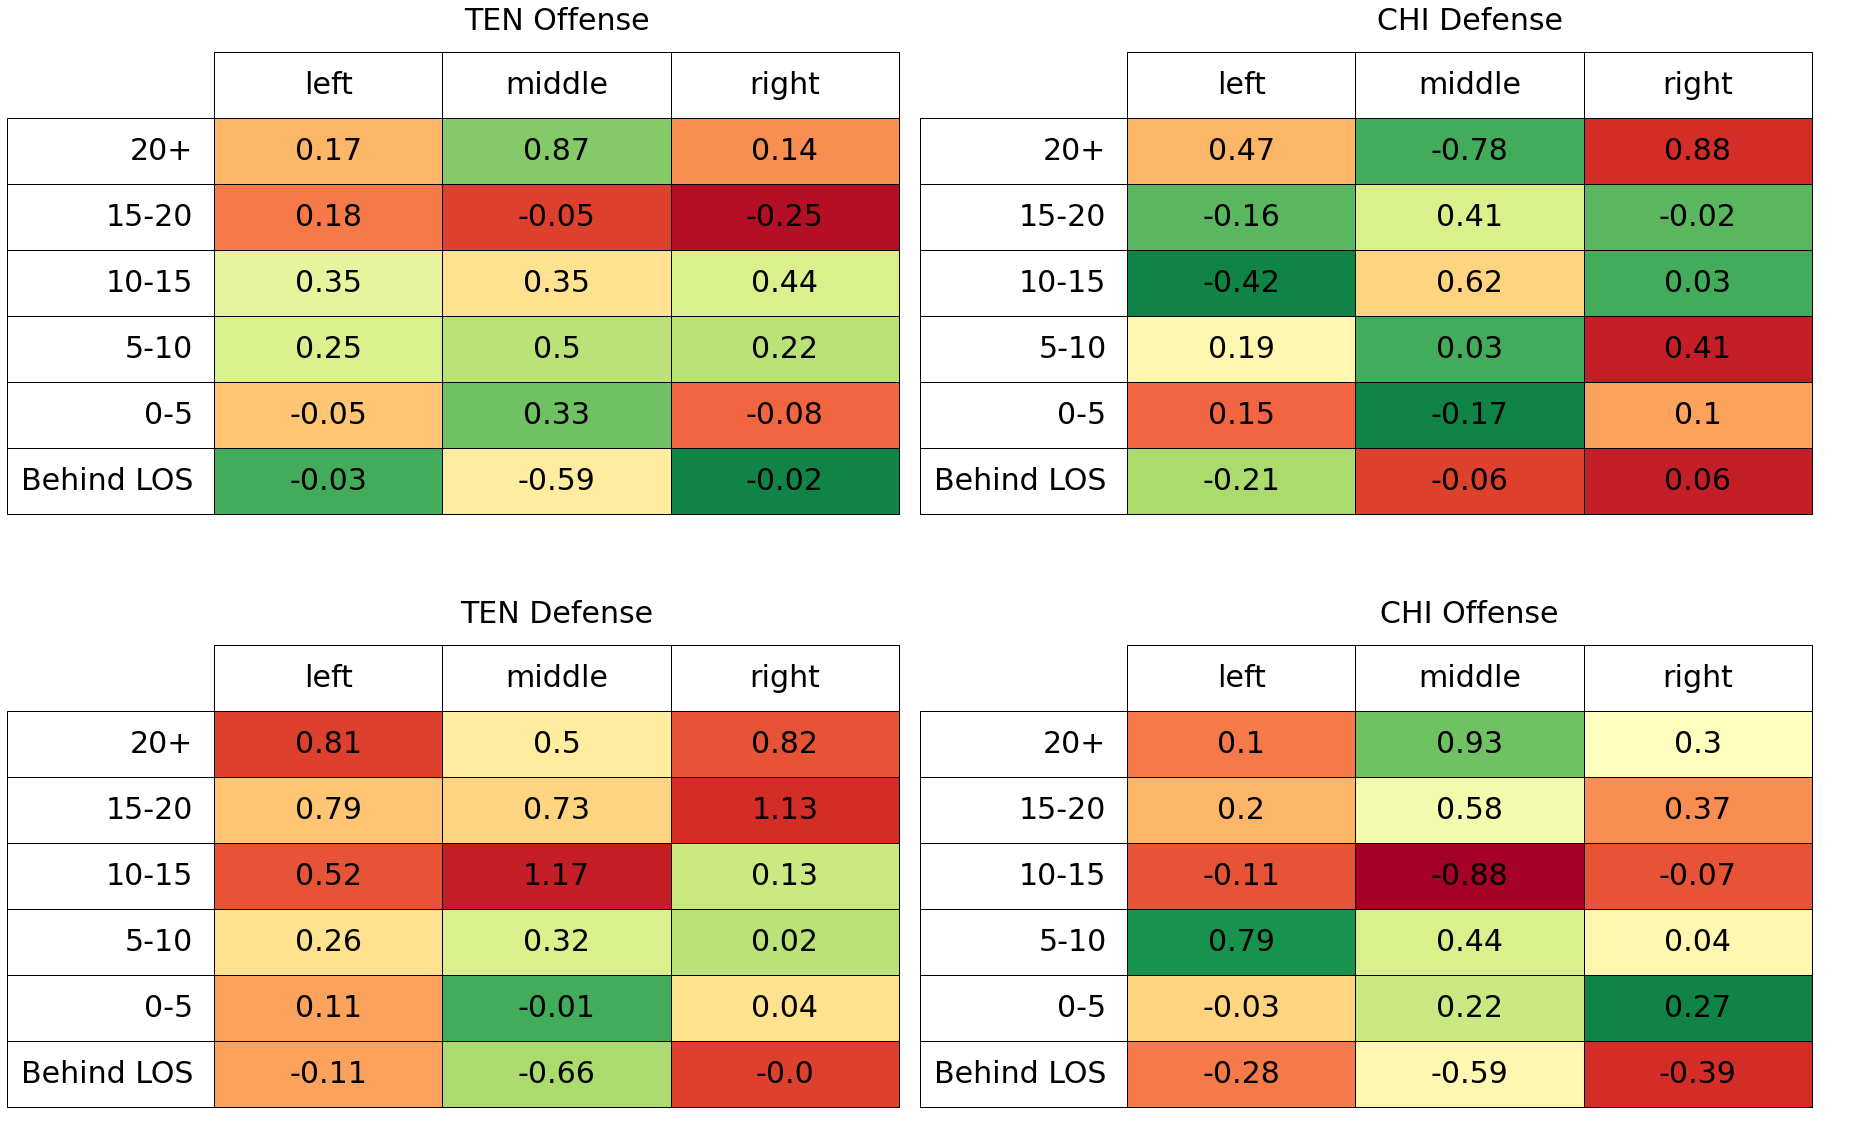 TEN Offense
left middle right
20+ 0.17 0.87 0.14
15-20 0.18 -0.05 -0.25
10-15 0.35 0.35 0.44
5-10 0.25 0.5 0.22
0-5 -0.05 0.33 -0.08
Behind LOS -0.03 -0.59 -0.02
CHI Defense
left middle right
20+ 0.47 -0.78 0.88
15-20 -0.16 0.41 -0.02
10-15 -0.42 0.62 0.03
5-10 0.19 0.03 0.41
0-5 0.15 -0.17 0.1
Behind LOS -0.21 -0.06 0.06
TEN Defense
left middle right
20+ 0.81 0.5 0.82
15-20 0.79 0.73 1.13
10-15 0.52 1.17 0.13
5-10 0.26 0.32 0.02
0-5 0.11 -0.01 0.04
Behind LOS -0.11 -0.66 -0.0
CHI Offense
left middle right
20+ 0.1 0.93 0.3
15-20 0.2 0.58 0.37
10-15 -0.11 -0.88 -0.07
5-10 0.79 0.44 0.04
0-5 -0.03 0.22 0.27
Behind LOS -0.28 -0.59 -0.39